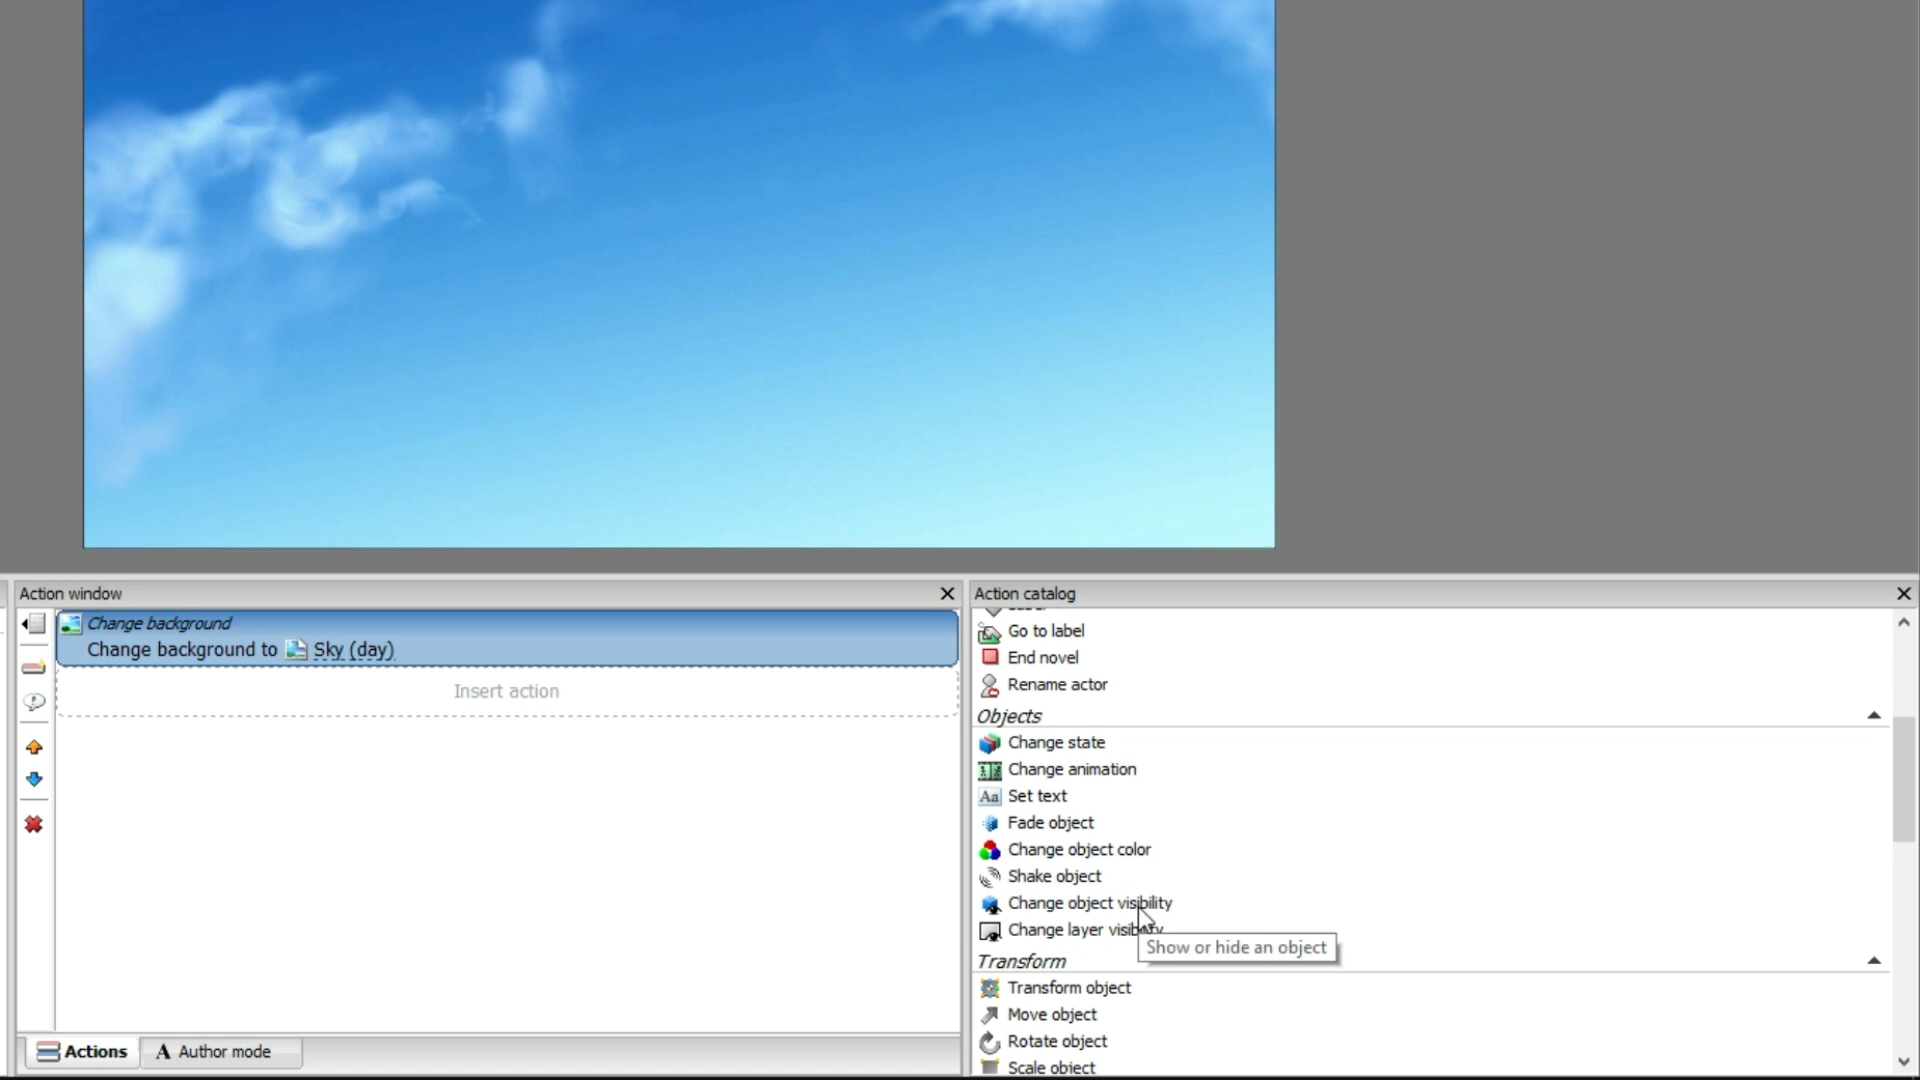 Action window
Change background
Change background to Sky (day)
Insert action
Actions
Author mode
Action catalog
Go to label
End novel
Rename actor
Objects
Change state
Change animation
Aa Set text
Fade object
Change object color
Shake object
Change object visibility
Change layer visibility
Show or hide an object
Transform
Transform object
Move object
Rotate object
Scale object